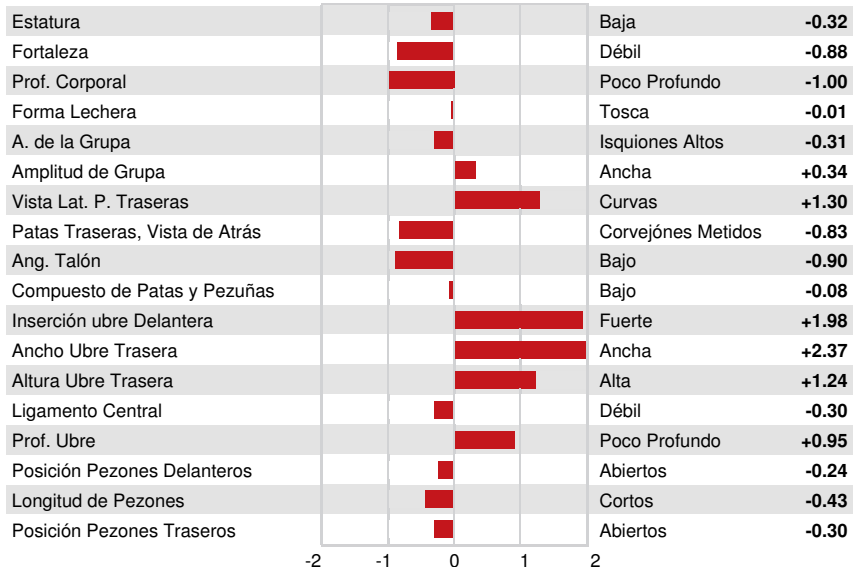 Estatura Baja -0.32
Fortaleza Débil -0.88
Prof. Corporal Poco Profundo -1.00
Forma Lechera Tosca -0.01
A. de la Grupa Isquiones Altos -0.31
Amplitud de Grupa Ancha +0.34
Vista Lat. P. Traseras Curvas +1.30
Patas Traseras, Vista de Atrás Corvejónes Metidos -0.83
Ang. Talón Bajo -0.90
Compuesto de Patas y Pezuñas Bajo -0.08
Inserción ubre Delantera Fuerte +1.98
Ancho Ubre Trasera Ancha +2.37
Altura Ubre Trasera Alta +1.24
Ligamento Central Débil -0.30
Prof. Ubre Poco Profundo +0.95
Posición Pezones Delanteros Abiertos -0.24
Longitud de Pezones Cortos -0.43
Posición Pezones Traseros Abiertos -0.30
-2 -1 0 1 2